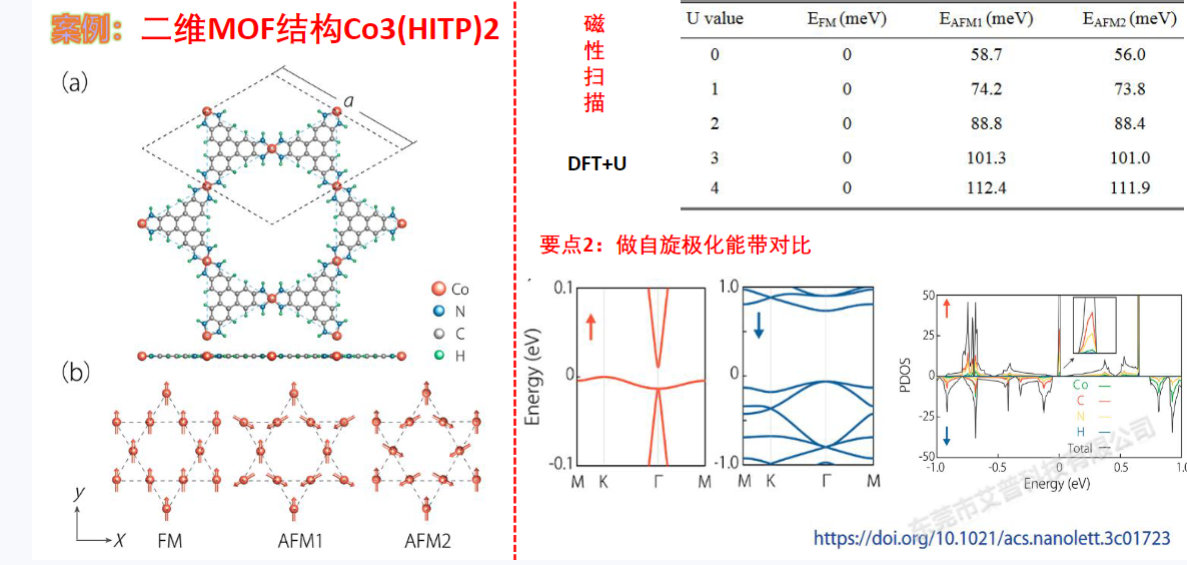 案例：二维MOF结构Co3(HITP)2
(a)
a
Co
N
C
H
(b)
y
X
FM
AFM1
AFM2
磁性扫描
DFT+U
U value EFM (meV) EAFM1 (meV) EAFM2 (meV)
0 0 58.7 56.0
1 0 74.2 73.8
2 0 88.8 88.4
3 0 101.3 101.0
4 0 112.4 111.9
要点2：做自旋极化能带对比
Energy (eV)
0.1
0
-0.1
M K Γ M
1.0
0
-1.0
M K Γ M
PDOS
50
25
0
-25
-50
Co
C
N
H
Total
-1.0 -0.5 0 0.5 1.0
Energy (eV)
东莞市艾普科技有限公司
https://doi.org/10.1021/acs.nanolett.3c01723